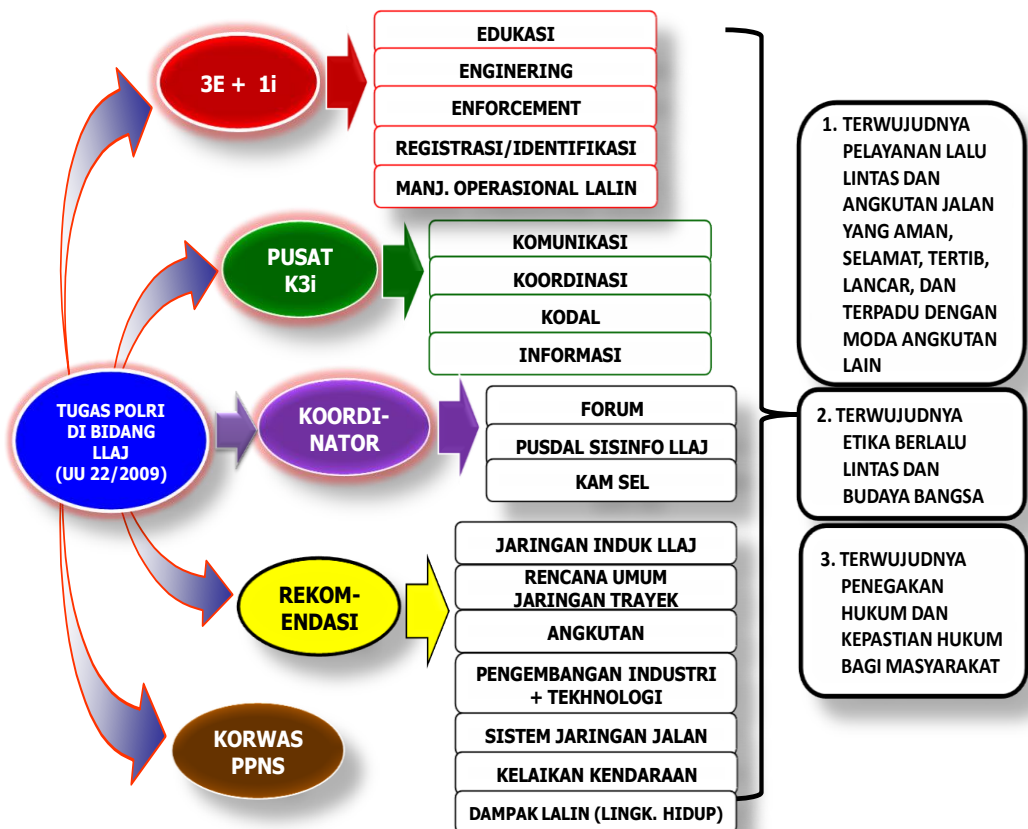 TUGAS POLRI
DI BIDANG
LLAJ
(UU 22/2009)
3E + 1i
EDUKASI
ENGINERING
ENFORCEMENT
REGISTRASI/IDENTIFIKASI
MANJ. OPERASIONAL LALIN
PUSAT
K3i
KOMUNIKASI
KOORDINASI
KODAL
INFORMASI
KOORDI-
NATOR
FORUM
PUSDAL SISINFO LLAJ
KAM SEL
REKOM-
ENDASI
JARINGAN INDUK LLAJ
RENCANA UMUM
JARINGAN TRAYEK
ANGKUTAN
PENGEMBANGAN INDUSTRI
+ TEKHNOLOGI
SISTEM JARINGAN JALAN
KELAIKAN KENDARAAN
DAMPAK LALIN (LINGK. HIDUP)
KORWAS
PPNS
1. TERWUJUDNYA
PELAYANAN LALU
LINTAS DAN
ANGKUTAN JALAN
YANG AMAN,
SELAMAT, TERTIB,
LANCAR, DAN
TERPADU DENGAN
MODA ANGKUTAN
LAIN
2. TERWUJUDNYA
ETIKA BERLALU
LINTAS DAN
BUDAYA BANGSA
3. TERWUJUDNYA
PENEGAKAN
HUKUM DAN
KEPASTIAN HUKUM
BAGI MASYARAKAT